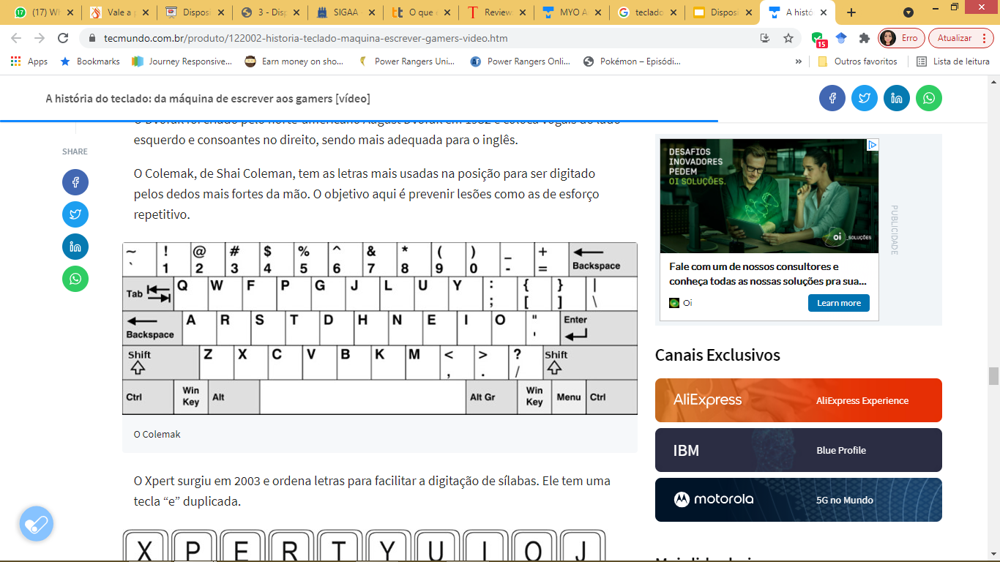 (17) W
Vale a p
Disposi
3 - Disp
SIGAA -
O que é
Review
MYO A
teclado
Disposi
A histó
tecmundo.com.br/produto/122002-historia-teclado-maquina-escrever-gamers-video.htm
15
Erro
Atualizar
Apps
Bookmarks
Journey Responsive...
Earn money on sho...
Power Rangers Uni...
Power Rangers Onli...
Pokémon – Episódi...
»
Outros favoritos
Lista de leitura
A história do teclado: da máquina de escrever aos gamers [vídeo]
SHARE
O Dvorak foi criado pelo norte-americano August Dvorak em 1932 e coloca vogais do lado
esquerdo e consoantes no direito, sendo mais adequada para o inglês.
O Colemak, de Shai Coleman, tem as letras mais usadas na posição para ser digitado
pelos dedos mais fortes da mão. O objetivo aqui é prevenir lesões como as de esforço
repetitivo.
~ ! @ # $ % ^ & * ( ) _ +
` 1 2 3 4 5 6 7 8 9 0 - = Backspace
Tab Q W F P G J L U Y : { } |
; [ ] \
Backspace A R S T D H N E I O " Enter
'
Shift Z X C V B K M < > ? Shift
, . /
Ctrl Win Key Alt Alt Gr Win Key Menu Ctrl
O Colemak
O Xpert surgiu em 2003 e ordena letras para facilitar a digitação de sílabas. Ele tem uma
tecla “e” duplicada.
X P E R T Y U I O J
DESAFIOS
INOVADORES
PEDEM
OI SOLUÇÕES.
oi _SOLUÇÕES
PUBLICIDADE
Fale com um de nossos consultores e
conheça todas as nossas soluções pra sua...
Oi
Learn more
Canais Exclusivos
AliExpress
AliExpress Experience
IBM
Blue Profile
motorola
5G no Mundo